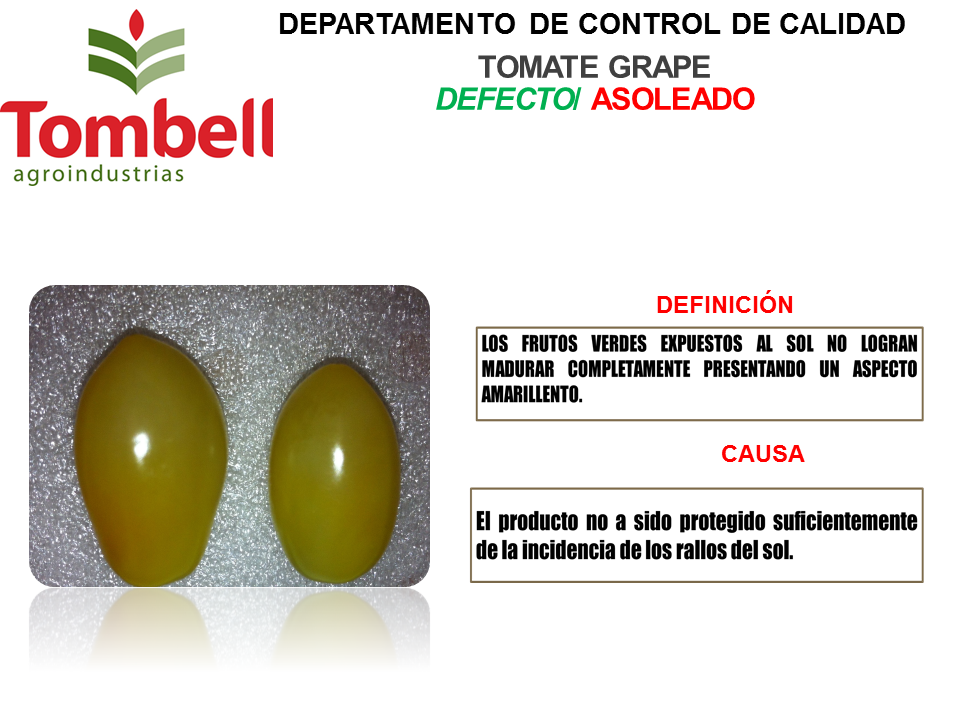 DEPARTAMENTO DE CONTROL DE CALIDAD
TOMATE GRAPE
DEFECTO/ ASOLEADO
Tombell
agroindustrias
DEFINICIÓN
LOS FRUTOS VERDES EXPUESTOS AL SOL NO LOGRAN
MADURAR COMPLETAMENTE PRESENTANDO UN ASPECTO
AMARILLENTO.
CAUSA
El producto no a sido protegido suficientemente
de la incidencia de los rallos del sol.